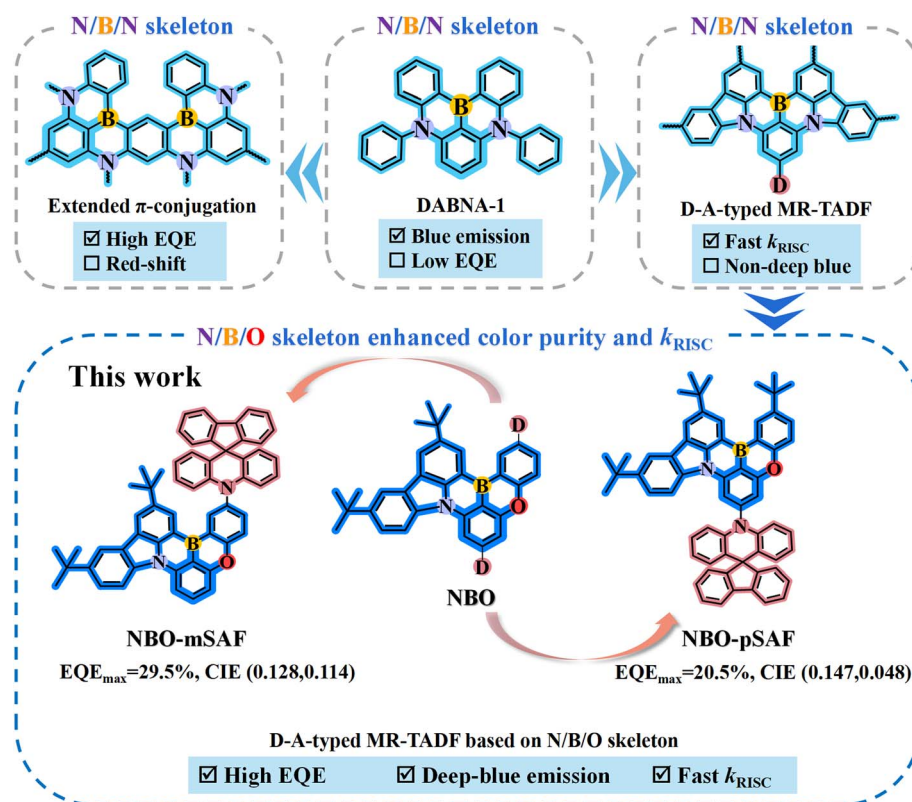 N/B/N skeleton
N
N
B
B
N
N
Extended π-conjugation
☑ High EQE
☐ Red-shift
N/B/N skeleton
B
N
N
DABNA-1
☑ Blue emission
☐ Low EQE
N/B/N skeleton
B
N
N
D
D-A-typed MR-TADF
☑ Fast kRISC
☐ Non-deep blue
N/B/O skeleton enhanced color purity and kRISC
This work
N
B
N
O
NBO-mSAF
EQEmax=29.5%, CIE (0.128,0.114)
D
B
N
O
D
NBO
B
N
O
N
NBO-pSAF
EQEmax=20.5%, CIE (0.147,0.048)
D-A-typed MR-TADF based on N/B/O skeleton
☑ High EQE ☑ Deep-blue emission ☑ Fast kRISC